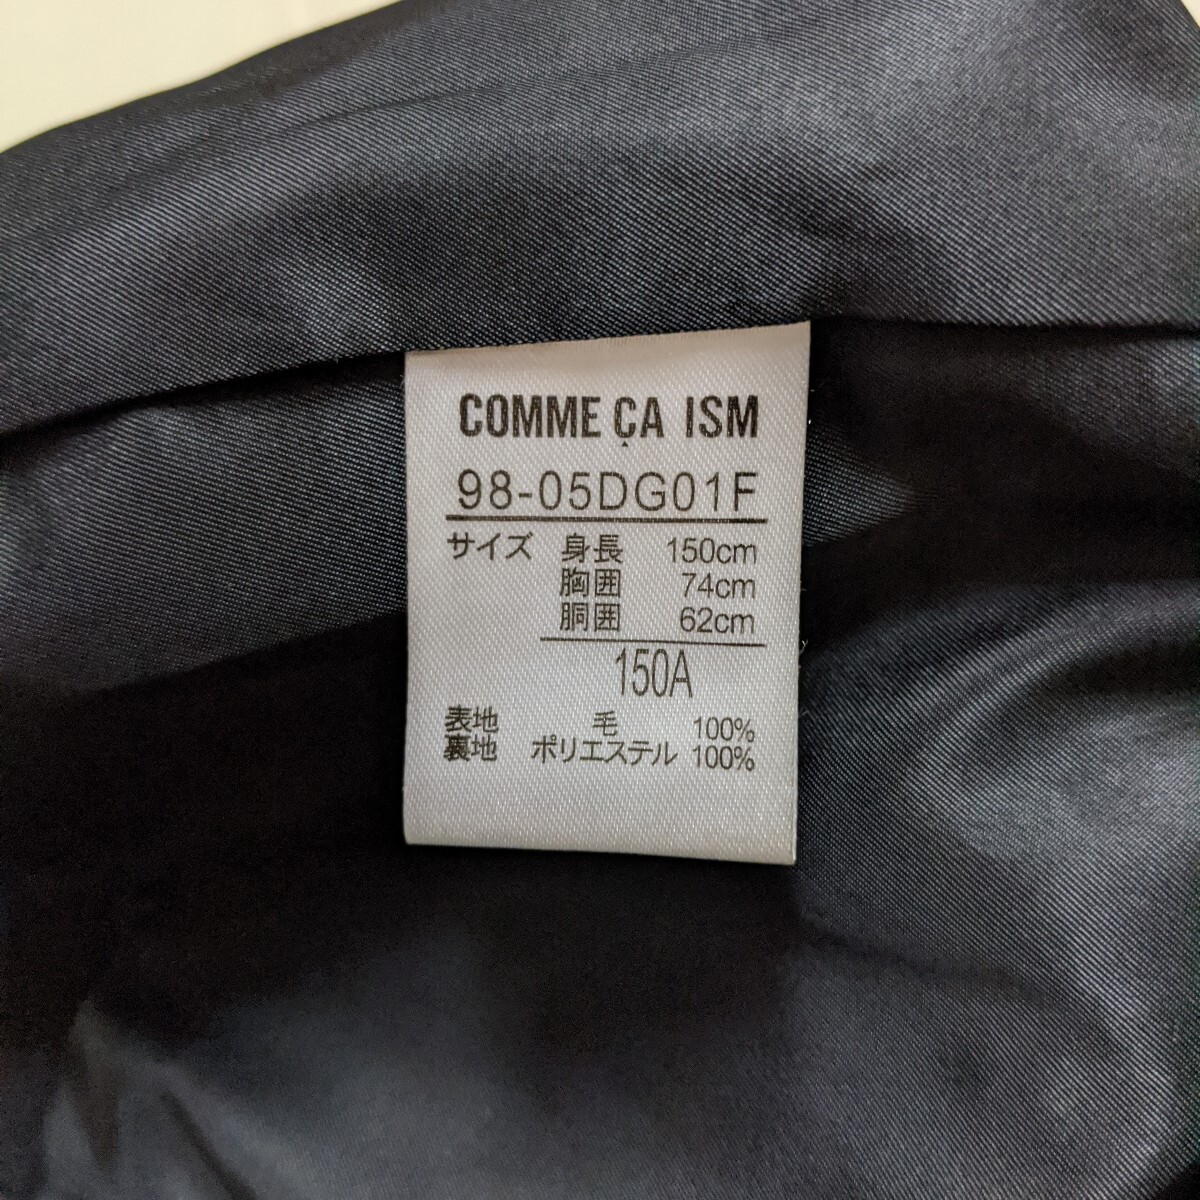 COMME ÇA ISM
98-05DG01F
サイズ 身長 150cm
胸囲 74cm
胴囲 62cm
150A
表地 毛 100%
裏地 ポリエステル 100%